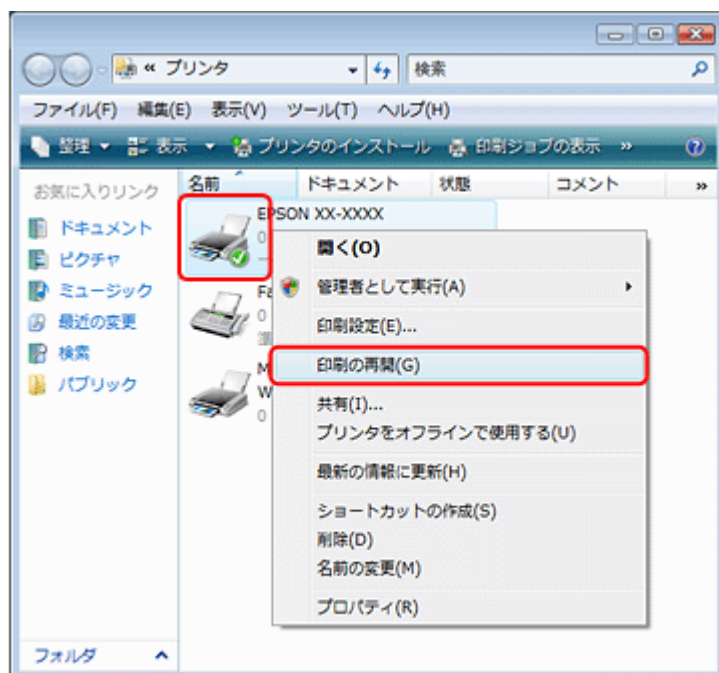 « プリンタ
検索
ファイル(F) 編集(E) 表示(V) ツール(T) ヘルプ(H)
整理 表示 プリンタのインストール 印刷ジョブの表示 »
お気に入りリンク
ドキュメント
ピクチャ
ミュージック
最近の変更
検索
パブリック
フォルダ
名前 ドキュメント 状態 コメント »
EPSON XX-XXXX
0
Fa
0
準
M
W
0
開く(O)
管理者として実行(A)
印刷設定(E)...
印刷の再開(G)
共有(I)...
プリンタをオフラインで使用する(U)
最新の情報に更新(H)
ショートカットの作成(S)
削除(D)
名前の変更(M)
プロパティ(R)